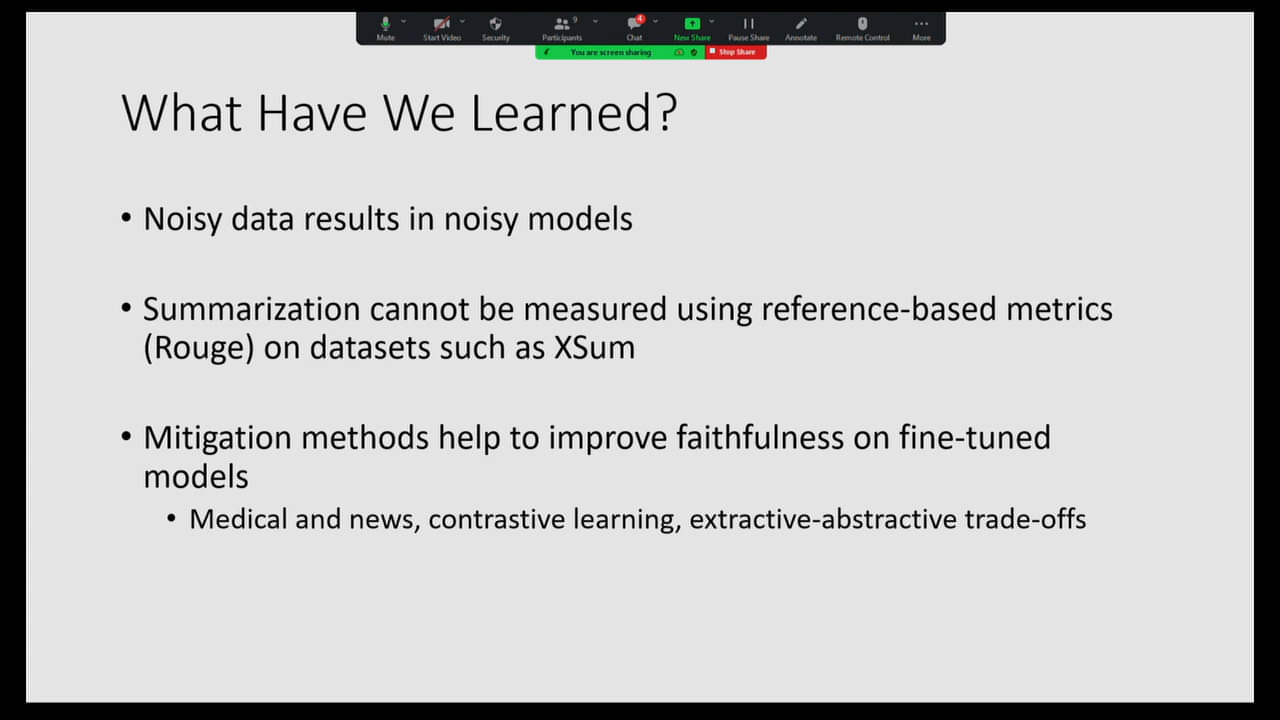 9
4
Mute
Start Video
Security
Participants
Chat
New Share
Pause Share
Annotate
Remote Control
More
You are screen sharing
Stop Share
What Have We Learned?
• Noisy data results in noisy models
• Summarization cannot be measured using reference-based metrics
(Rouge) on datasets such as XSum
• Mitigation methods help to improve faithfulness on fine-tuned
models
• Medical and news, contrastive learning, extractive-abstractive trade-offs